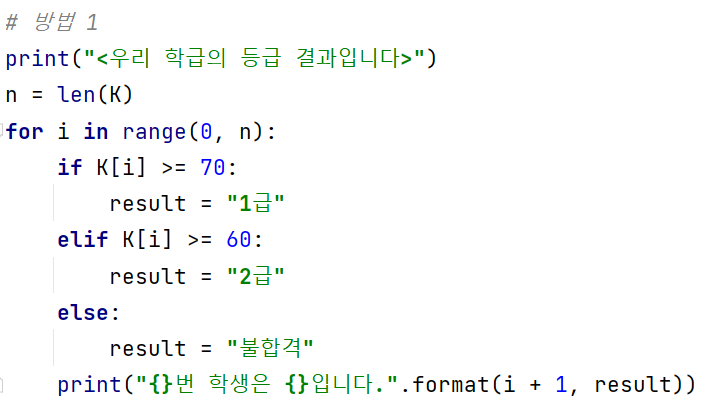 # 방법 1
print("<우리 학급의 등급 결과입니다>")
n = len(K)
for i in range(0, n):
    if K[i] >= 70:
        result = "1급"
    elif K[i] >= 60:
        result = "2급"
    else:
        result = "불합격"
    print("{}번 학생은 {}입니다.".format(i + 1, result))